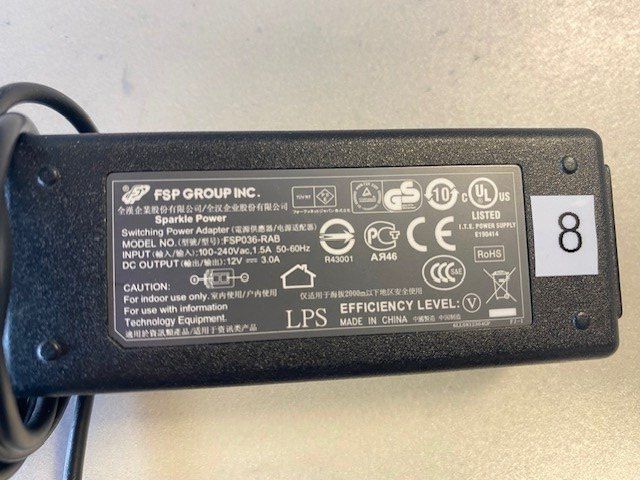 FSP GROUP INC.
全漢企業股份有限公司/全汉企业股份有限公司
Sparkle Power
Switching Power Adapter (電源供應器/电源适配器)
MODEL NO. (型號/型号):FSP036-RAB
INPUT (輸入/输入):100-240Vac, 1.5A 50-60Hz
DC OUTPUT (輸出/输出):12V ⎓ 3.0A
CAUTION:
For indoor use only. 室内使用/户内使用
For use with information
Technology Equipment.
適用於資訊類產品/适用于资讯类产品
GS
10
C UL US
LISTED
I.T.E. POWER SUPPLY
E190414
R43001
АЯ46
CCC
S&E
RoHS
仅适用于海拔2000m以下地区安全使用
EFFICIENCY LEVEL: V
LPS
MADE IN CHINA 中國製造 中国制造
8